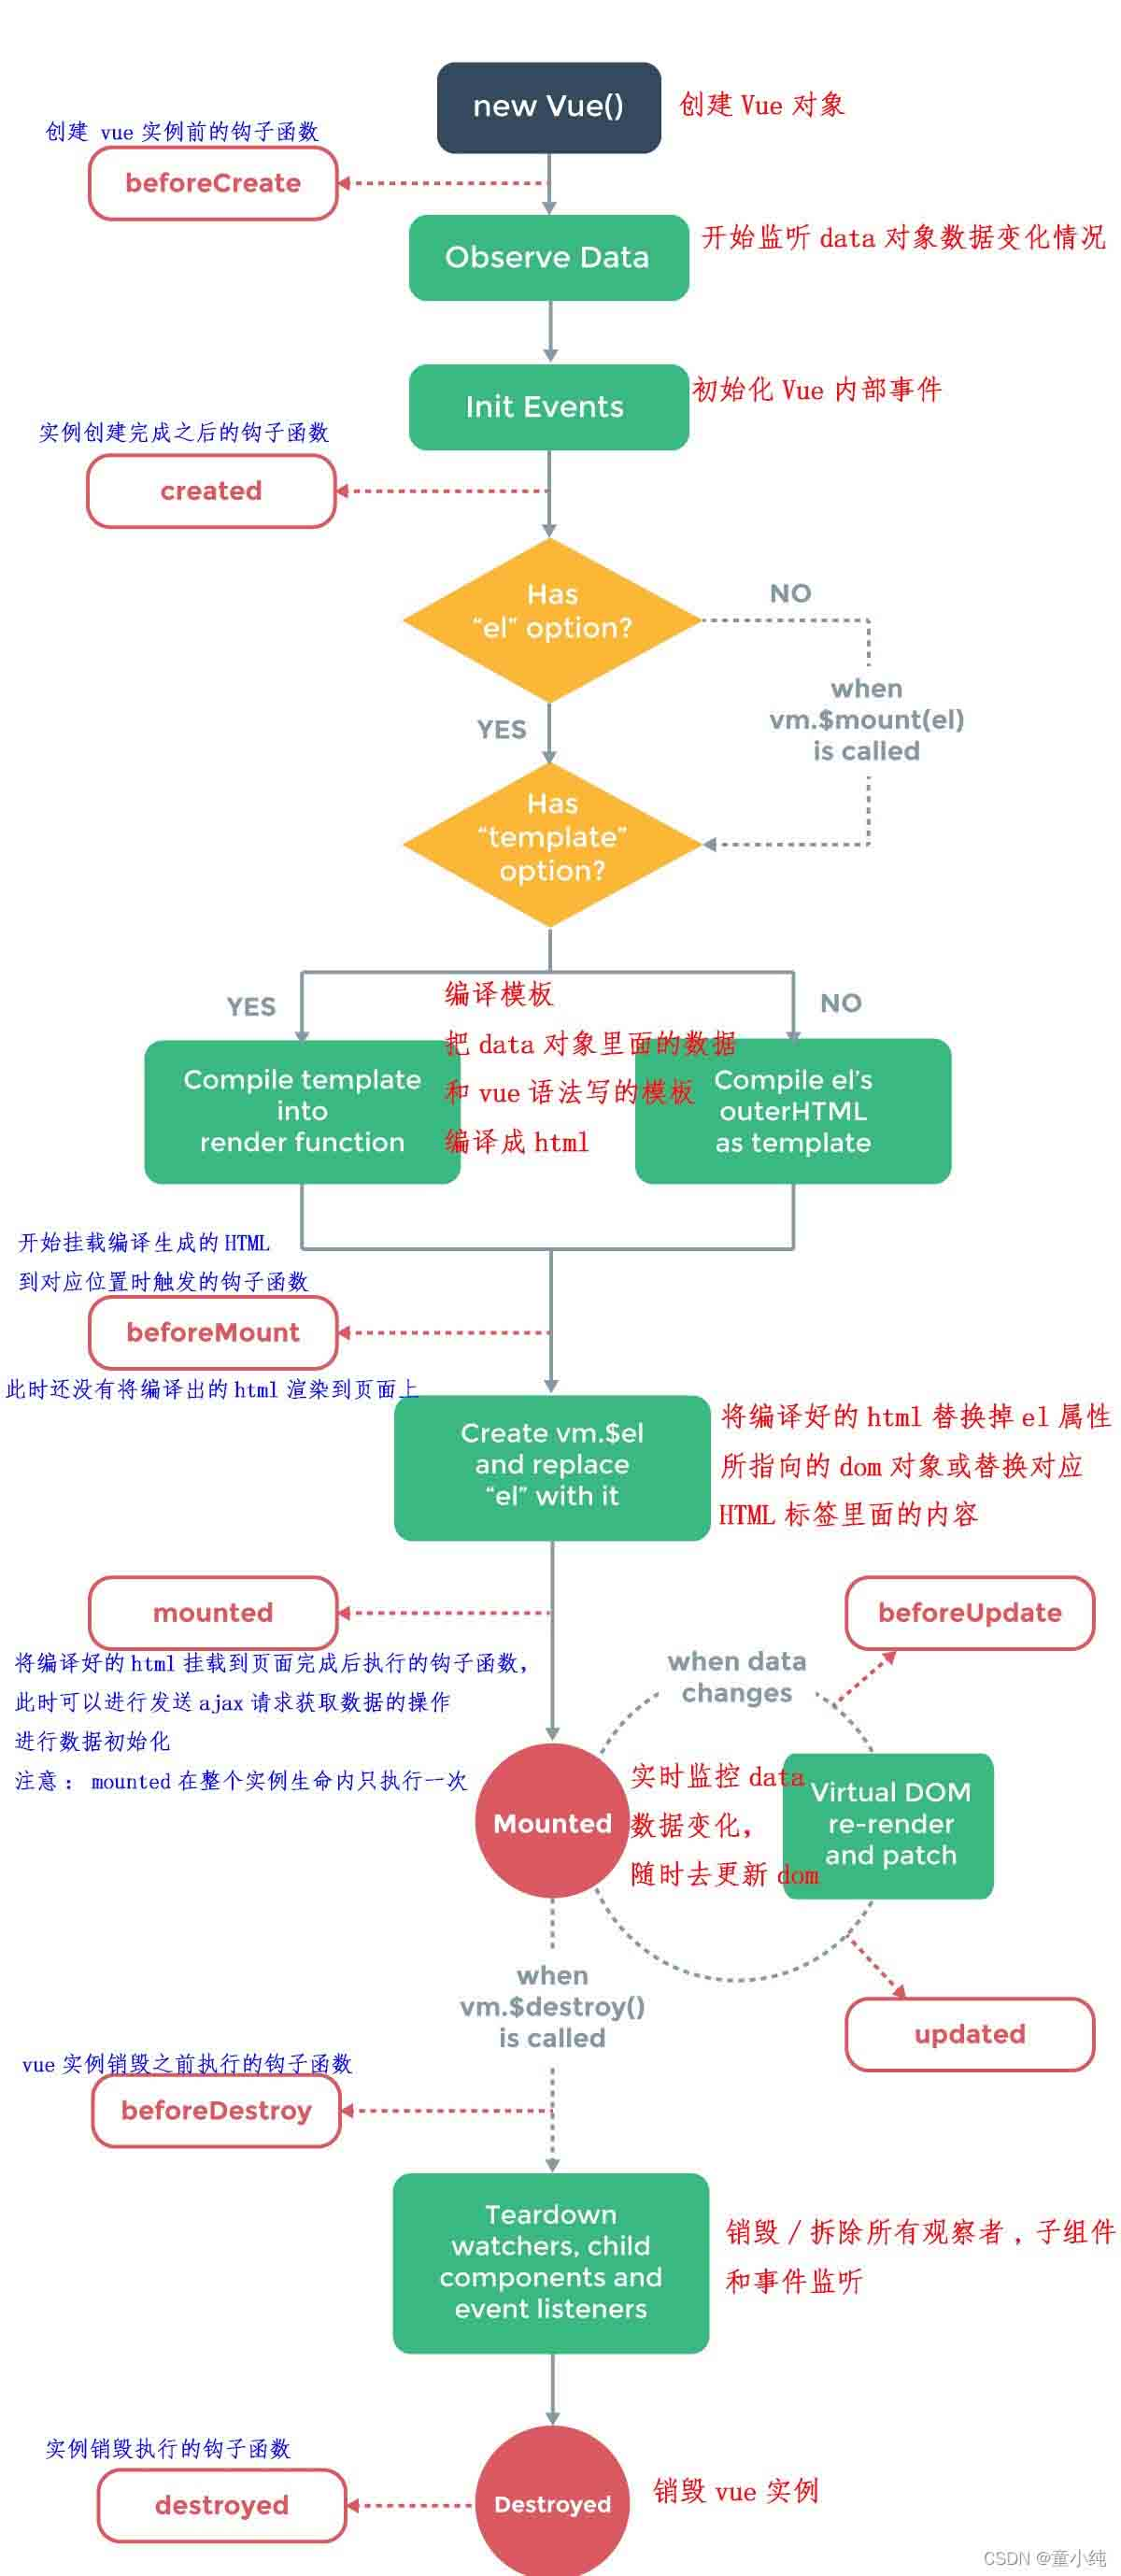 new Vue()
创建 Vue 对象
创建 vue 实例前的钩子函数
beforeCreate
开始监听 data 对象数据变化情况
Observe Data
初始化 Vue 内部事件
Init Events
实例创建完成之后的钩子函数
created
Has
“el” option?
NO
when
vm.$mount(el)
is called
YES
Has
“template”
option?
YES
NO
编译模板
把 data 对象里面的数据
和 vue 语法写的模板
编译成 html
Compile template
into
render function
Compile el’s
outerHTML
as template
开始挂载编译生成的 HTML
到对应位置时触发的钩子函数
beforeMount
此时还没有将编译出的 html 渲染到页面上
Create vm.$el
and replace
“el” with it
将编译好的 html 替换掉 el 属性
所指向的 dom 对象或替换对应
HTML 标签里面的内容
mounted
将编译好的 html 挂载到页面完成后执行的钩子函数，
此时可以进行发送 ajax 请求获取数据的操作
进行数据初始化
注意： mounted 在整个实例生命内只执行一次
beforeUpdate
when data
changes
Mounted
实时监控 data
数据变化，
随时去更新 dom
Virtual DOM
re-render
and patch
updated
when
vm.$destroy()
is called
vue 实例销毁之前执行的钩子函数
beforeDestroy
Teardown
watchers, child
components and
event listeners
销毁 / 拆除所有观察者，子组件
和事件监听
实例销毁执行的钩子函数
destroyed
Destroyed
销毁 vue 实例
CSDN @童小纯